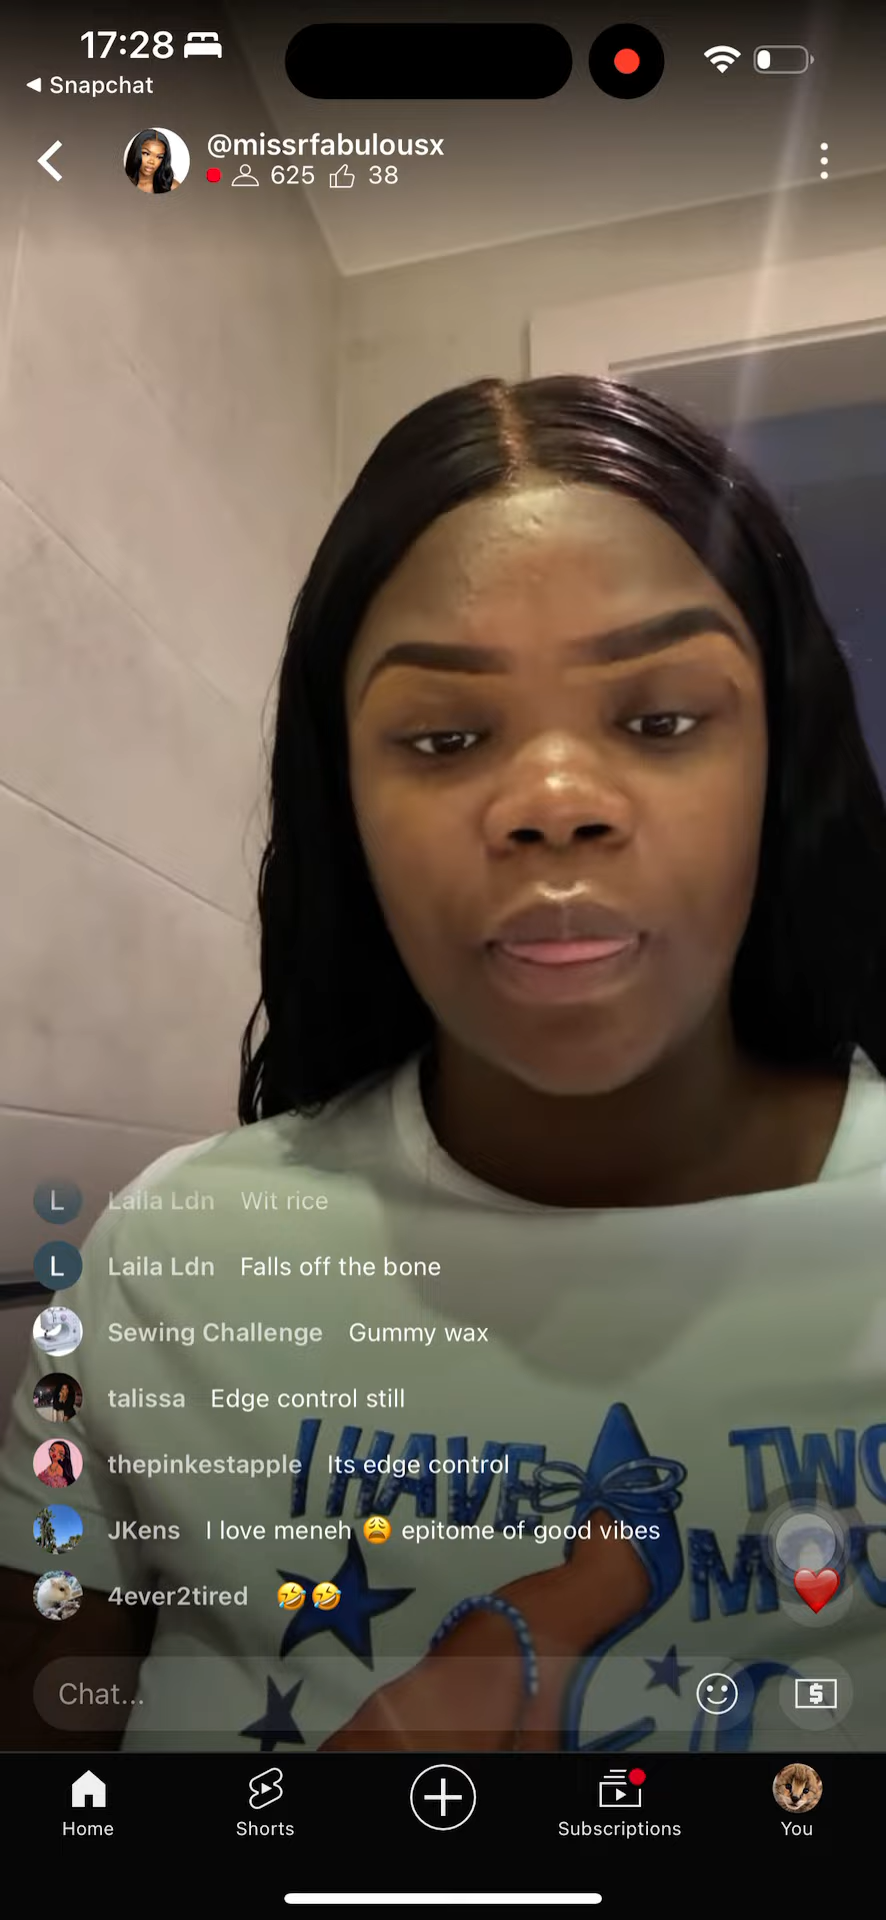 17:28
◀ Snapchat
@missrfabulousx
625 38
Laila Ldn Wit rice
Laila Ldn Falls off the bone
Sewing Challenge Gummy wax
talissa Edge control still
thepinkestapple Its edge control
JKens I love meneh 😩 epitome of good vibes
4ever2tired 🤣🤣
I HAVE TWO
Chat...
Home Shorts Subscriptions You